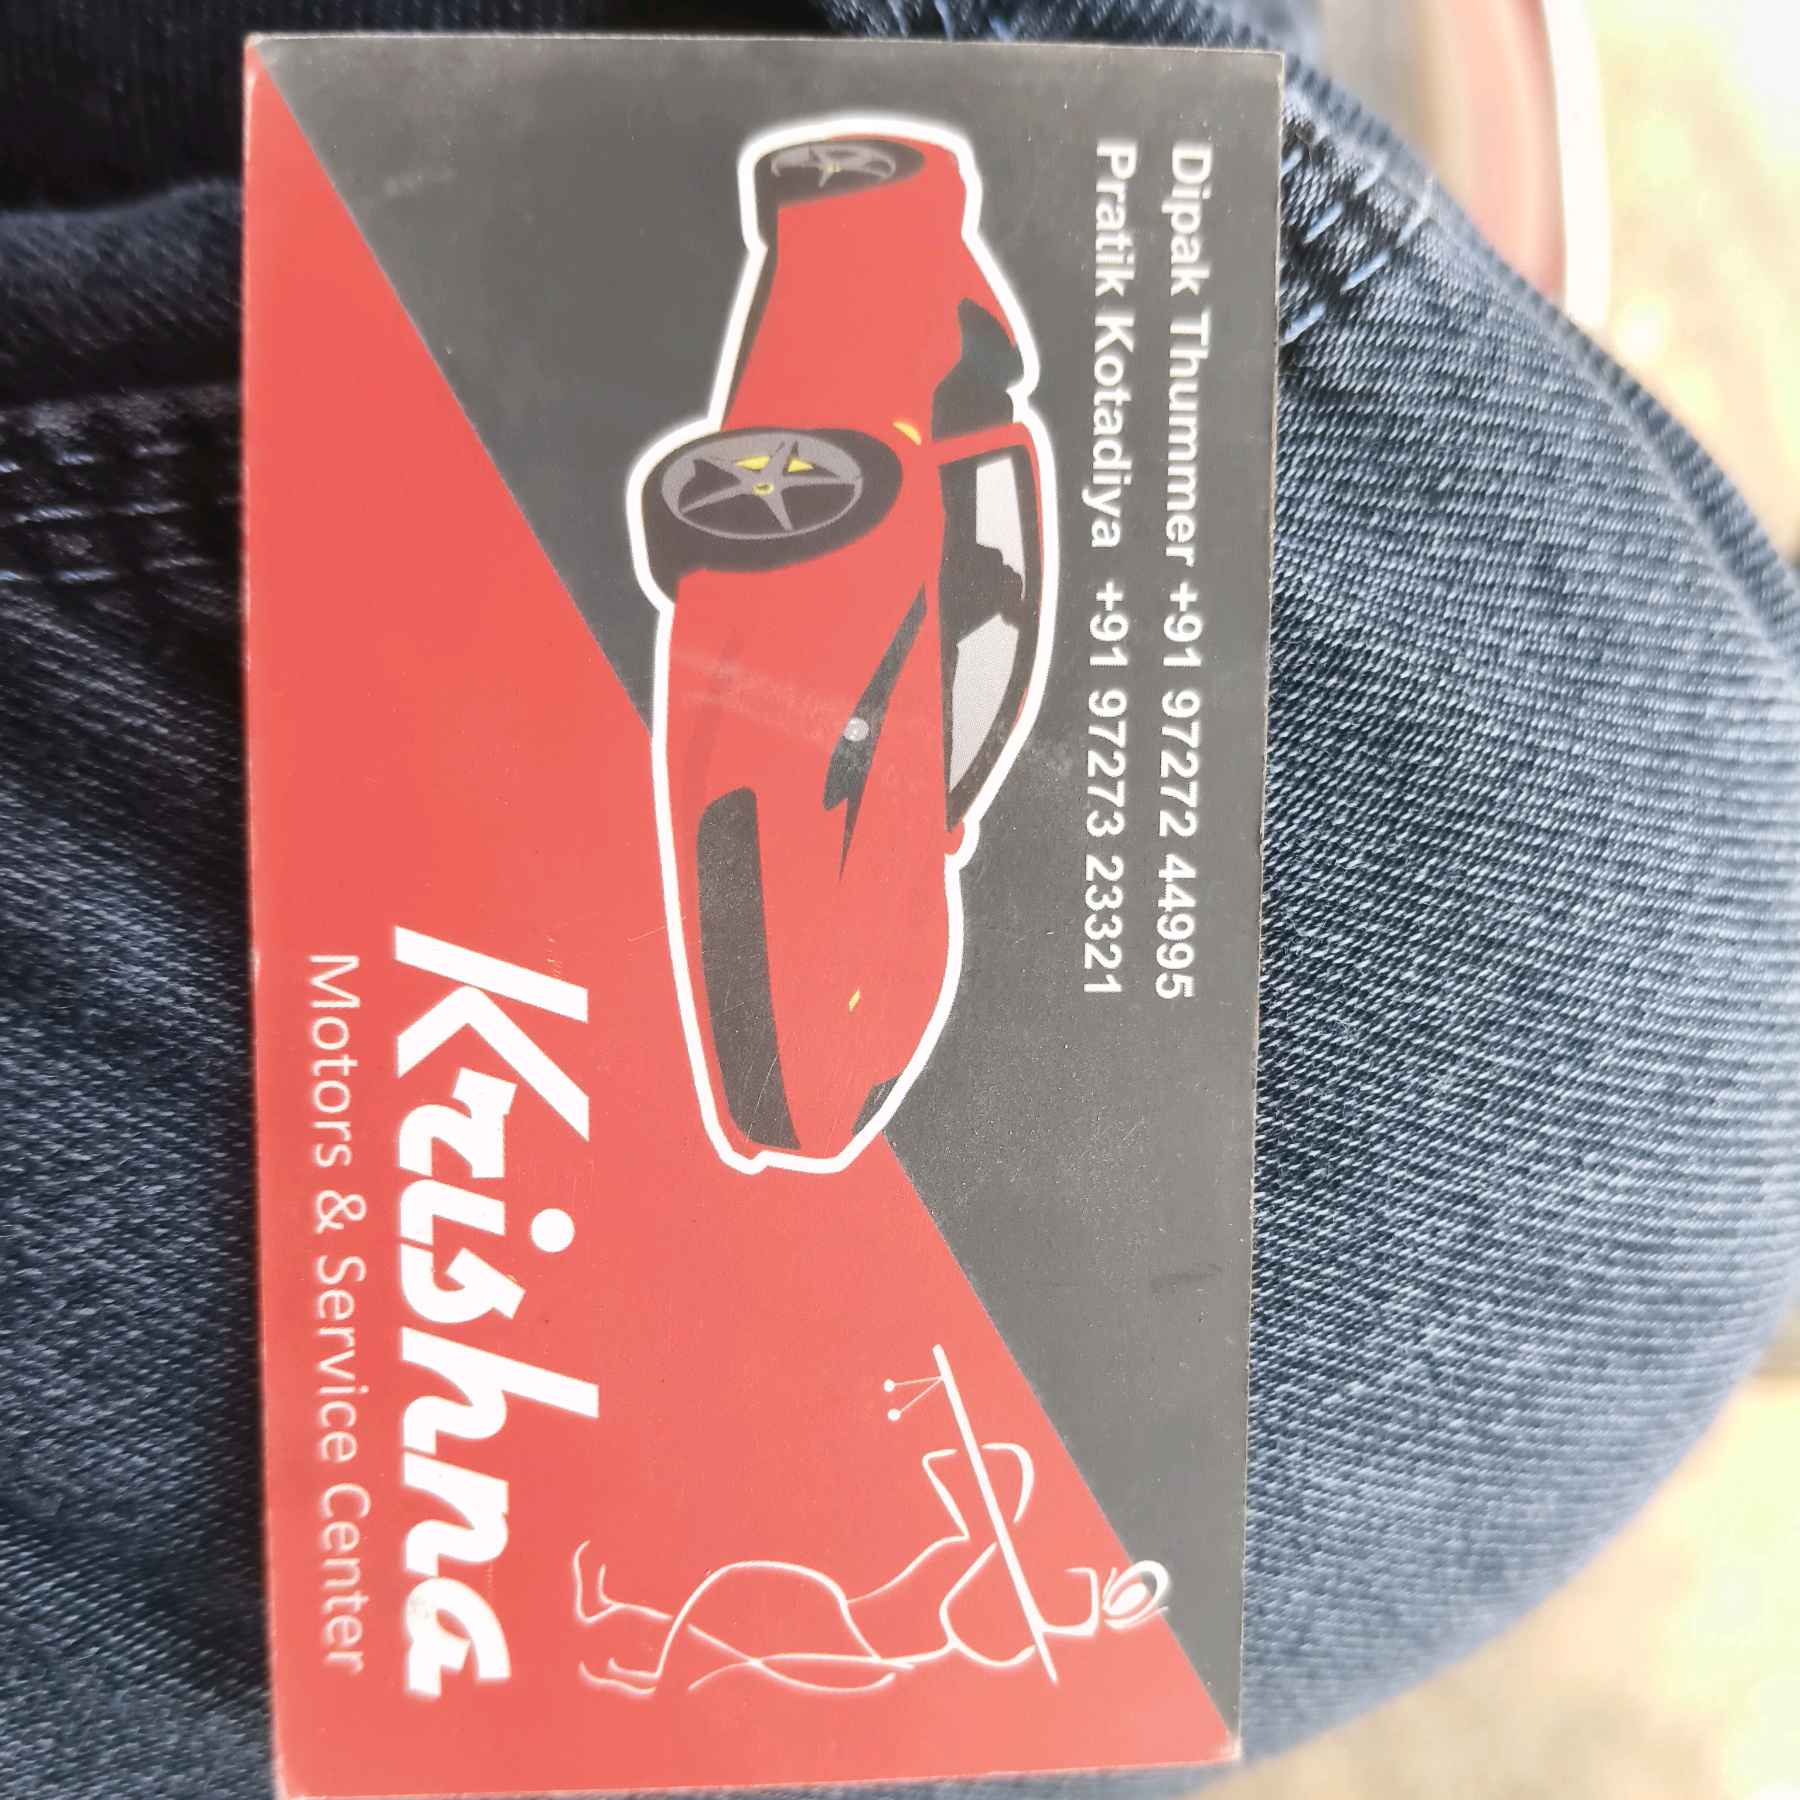 Dipak Thummer +91 97272 44995
Pratik Kotadiya +91 97273 23321
Krishna
Motors & Service Center